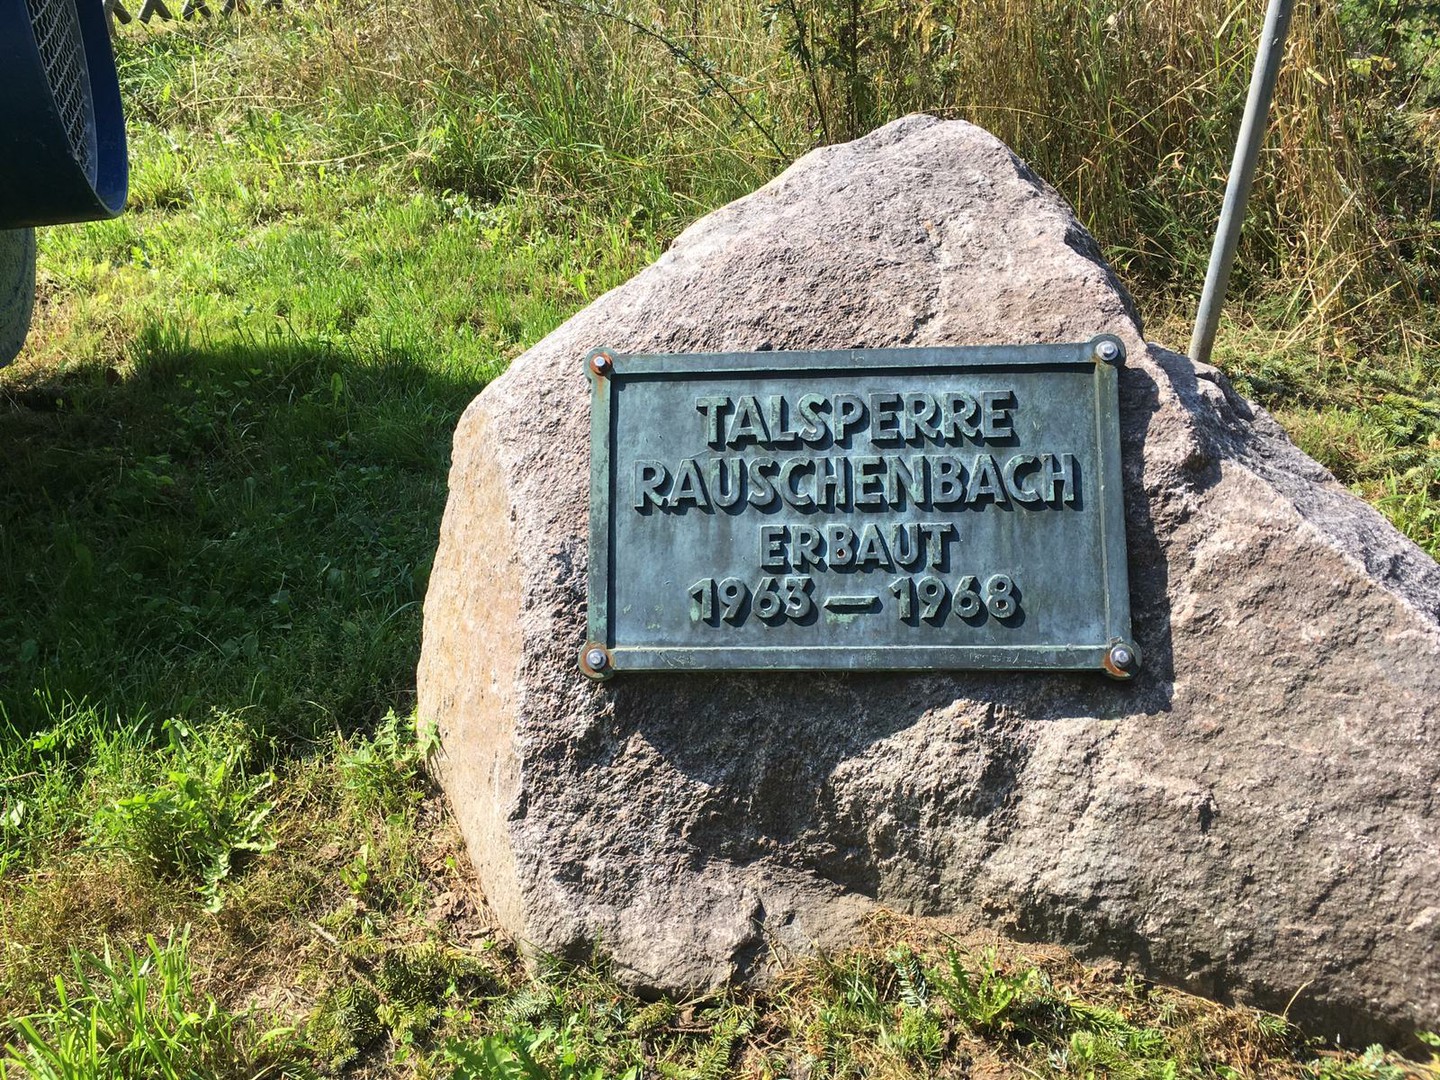 TALSPERRE
RAUSCHENBACH
ERBAUT
1963 — 1968